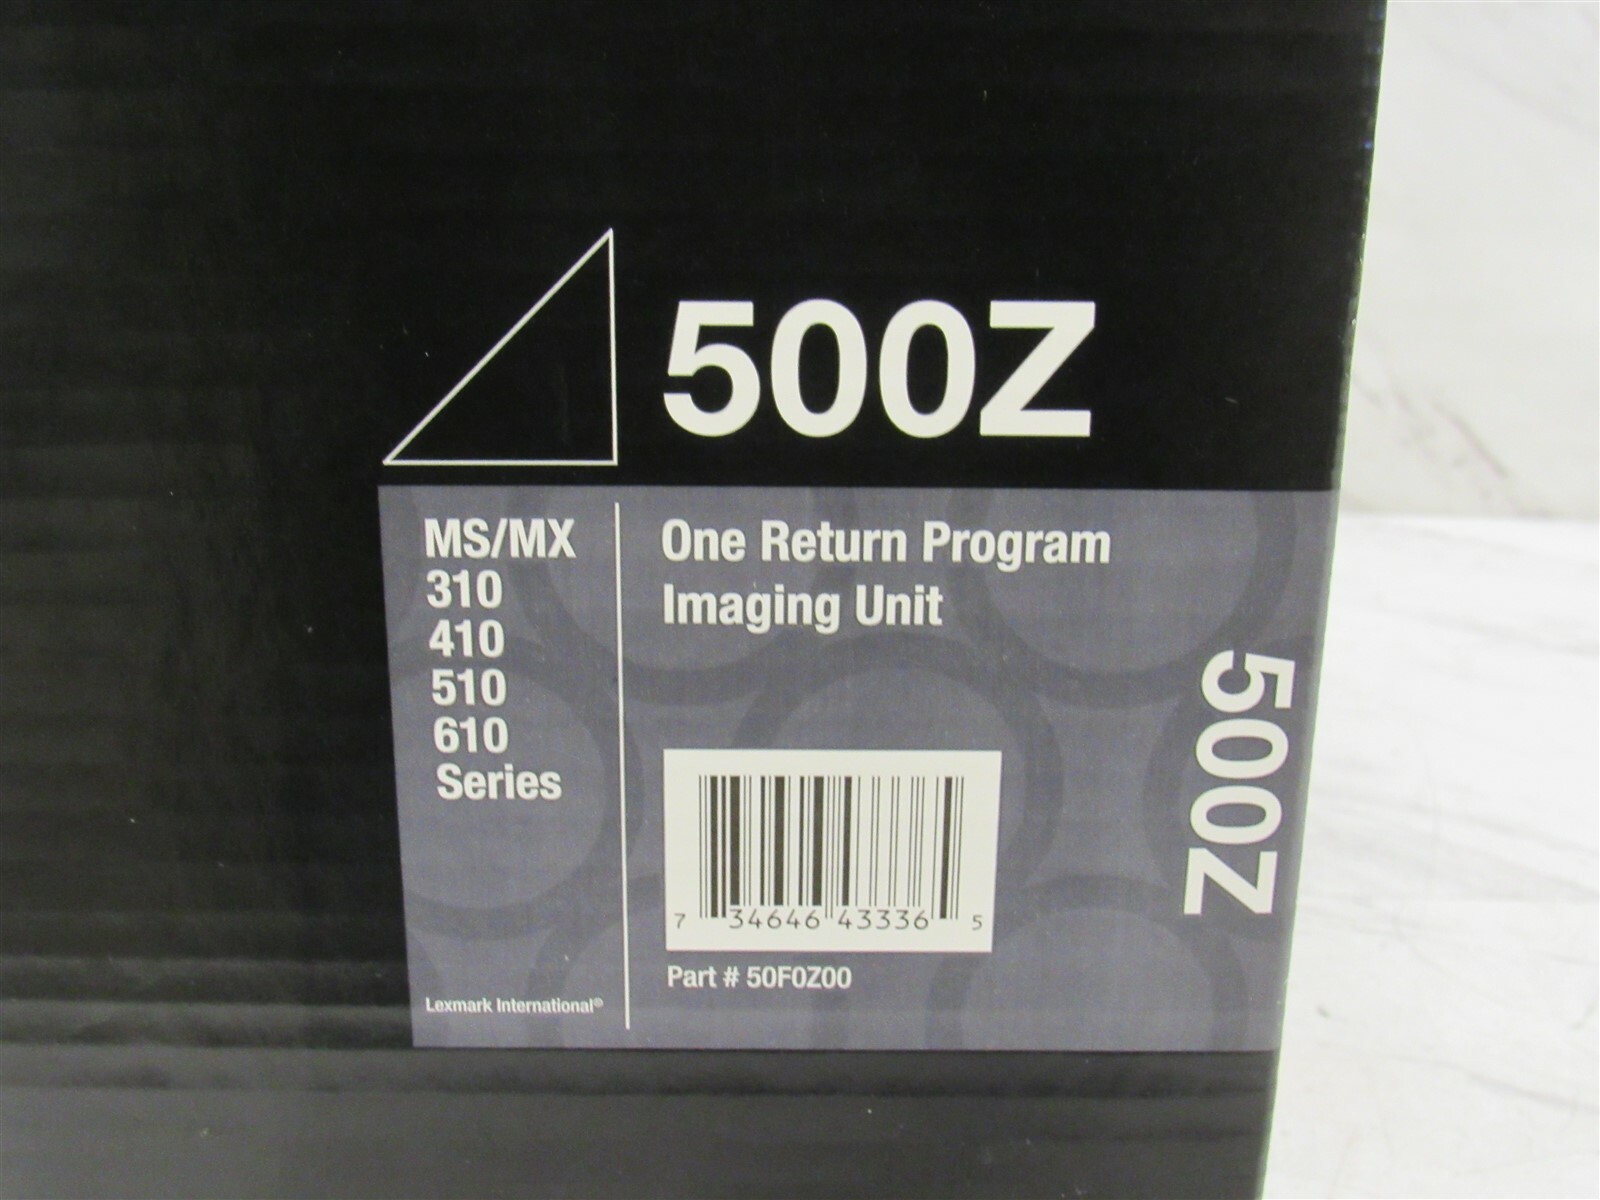 500Z
MS/MX
310
410
510
610
Series
One Return Program
Imaging Unit
500Z
7 34646 43336 5
Part # 50F0Z00
Lexmark International®